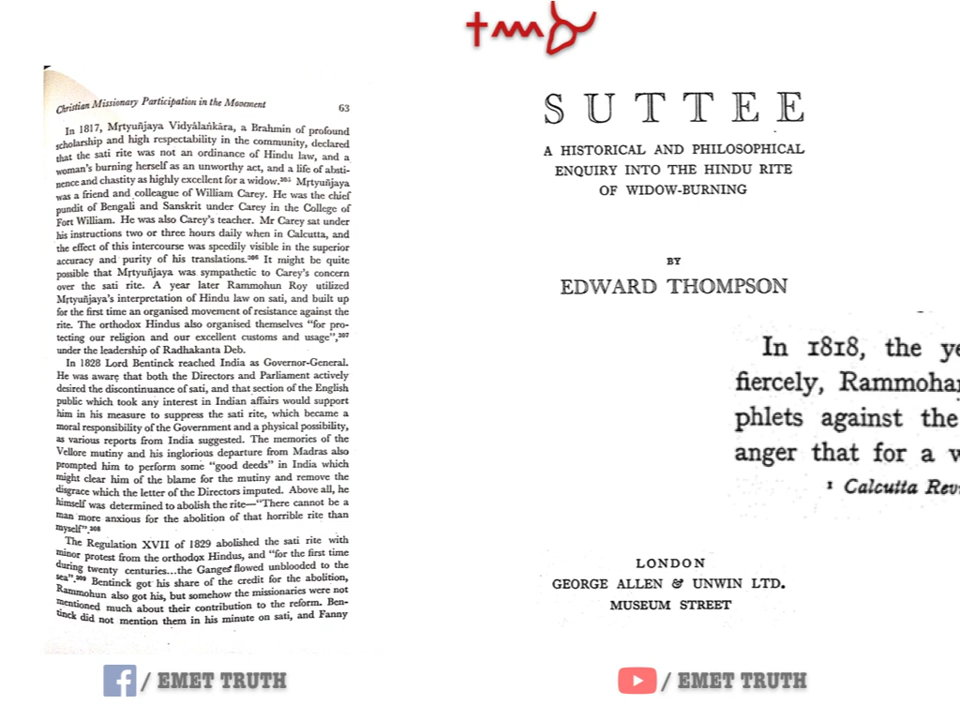 Christian Missionary Participation in the Movement 63
In 1817, Mṛtyuñjaya Vidyālaṅkāra, a Brahmin of profound
scholarship and high respectability in the community, declared
that the sati rite was not an ordinance of Hindu law, and a
woman's burning herself as an unworthy act, and a life of absti-
nence and chastity as highly excellent for a widow.²⁰⁵ Mṛtyuñjaya
was a friend and colleague of William Carey. He was the chief
pundit of Bengali and Sanskrit under Carey in the College of
Fort William. He was also Carey's teacher. Mr Carey sat under
his instructions two or three hours daily when in Calcutta, and
the effect of this intercourse was speedily visible in the superior
accuracy and purity of his translations.²⁰⁶ It might be quite
possible that Mṛtyuñjaya was sympathetic to Carey's concern
over the sati rite. A year later Rammohun Roy utilized
Mṛtyuñjaya's interpretation of Hindu law on sati, and built up
for the first time an organised movement of resistance against the
rite. The orthodox Hindus also organised themselves "for pro-
tecting our religion and our excellent customs and usage",²⁰⁷
under the leadership of Radhakanta Deb.
In 1828 Lord Bentinck reached India as Governor-General.
He was aware that both the Directors and Parliament actively
desired the discontinuance of sati, and that section of the English
public which took any interest in Indian affairs would support
him in his measure to suppress the sati rite, which became a
moral responsibility of the Government and a physical possibility,
as various reports from India suggested. The memories of the
Vellore mutiny and his inglorious departure from Madras also
prompted him to perform some "good deeds" in India which
might clear him of the blame for the mutiny and remove the
disgrace which the letter of the Directors imputed. Above all, he
himself was determined to abolish the rite—"There cannot be a
man more anxious for the abolition of that horrible rite than
myself".²⁰⁸
The Regulation XVII of 1829 abolished the sati rite with
minor protest from the orthodox Hindus, and "for the first time
during twenty centuries...the Ganges flowed unblooded to the
sea".²⁰⁹ Bentinck got his share of the credit for the abolition,
Rammohun also got his, but somehow the missionaries were not
mentioned much about their contribution to the reform. Ben-
tinck did not mention them in his minute on sati, and Fanny
SUTTEE
A HISTORICAL AND PHILOSOPHICAL
ENQUIRY INTO THE HINDU RITE
OF WIDOW-BURNING
BY
EDWARD THOMPSON
In 1818, the ye
fiercely, Rammoha
phlets against the
anger that for a w
¹ Calcutta Rev
LONDON
GEORGE ALLEN & UNWIN LTD.
MUSEUM STREET
/ EMET TRUTH
/ EMET TRUTH